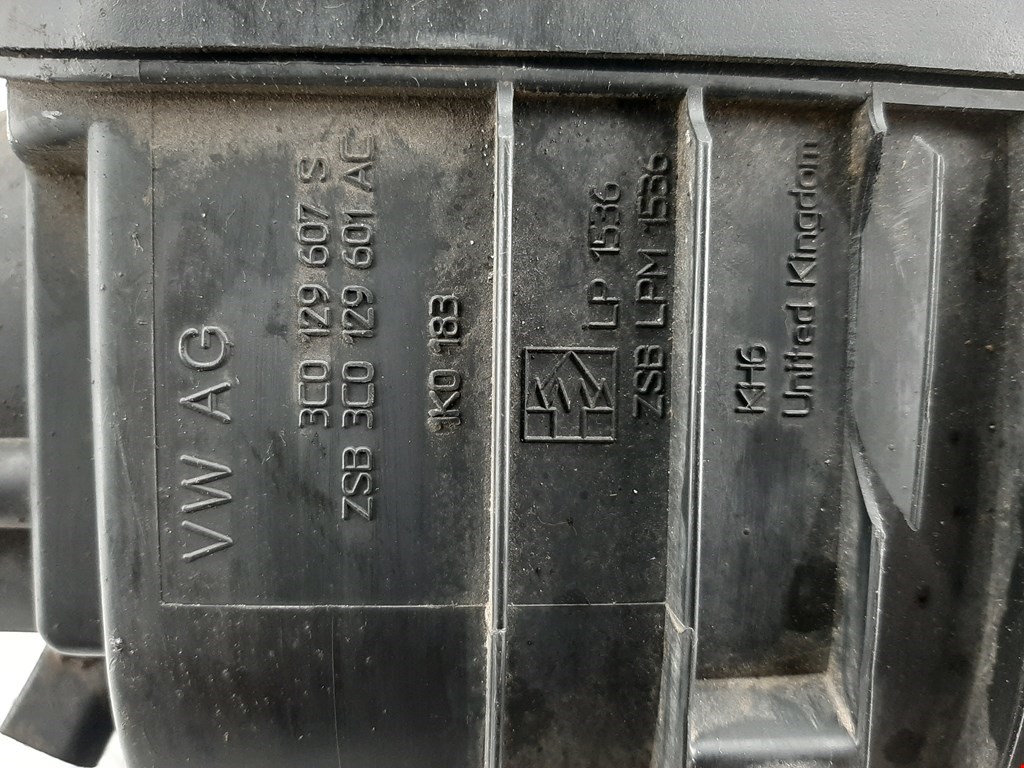 VW AG
3C0 129 607 S
ZSB 3C0 129 601 AC
1K0 183
LP 1536
ZSB LPM 1556
KH6
United Kingdom